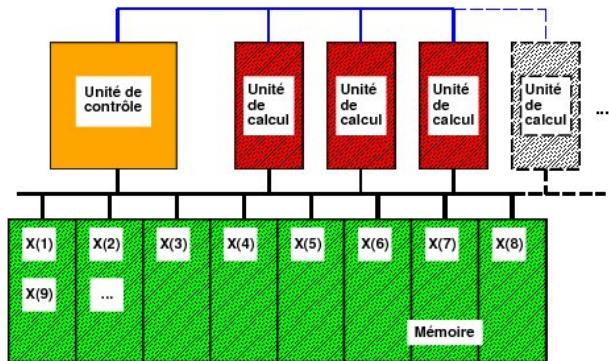 Unité de
contrôle
Unité
de
calcul
Unité
de
calcul
Unité
de
calcul
Unité
de
calcul
...
X(1)
X(2)
X(3)
X(4)
X(5)
X(6)
X(7)
X(8)
X(9)
...
Mémoire